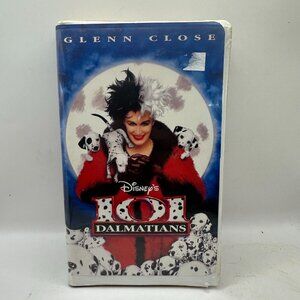 GLENN CLOSE
DISNEY'S
101
DALMATIANS